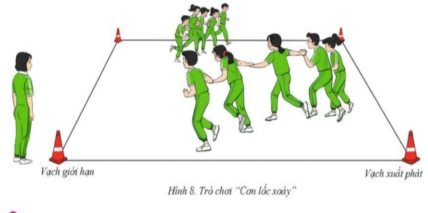 Vạch giới hạn
Vạch xuất phát
Hình 8. Trò chơi "Cơn lốc xoáy"